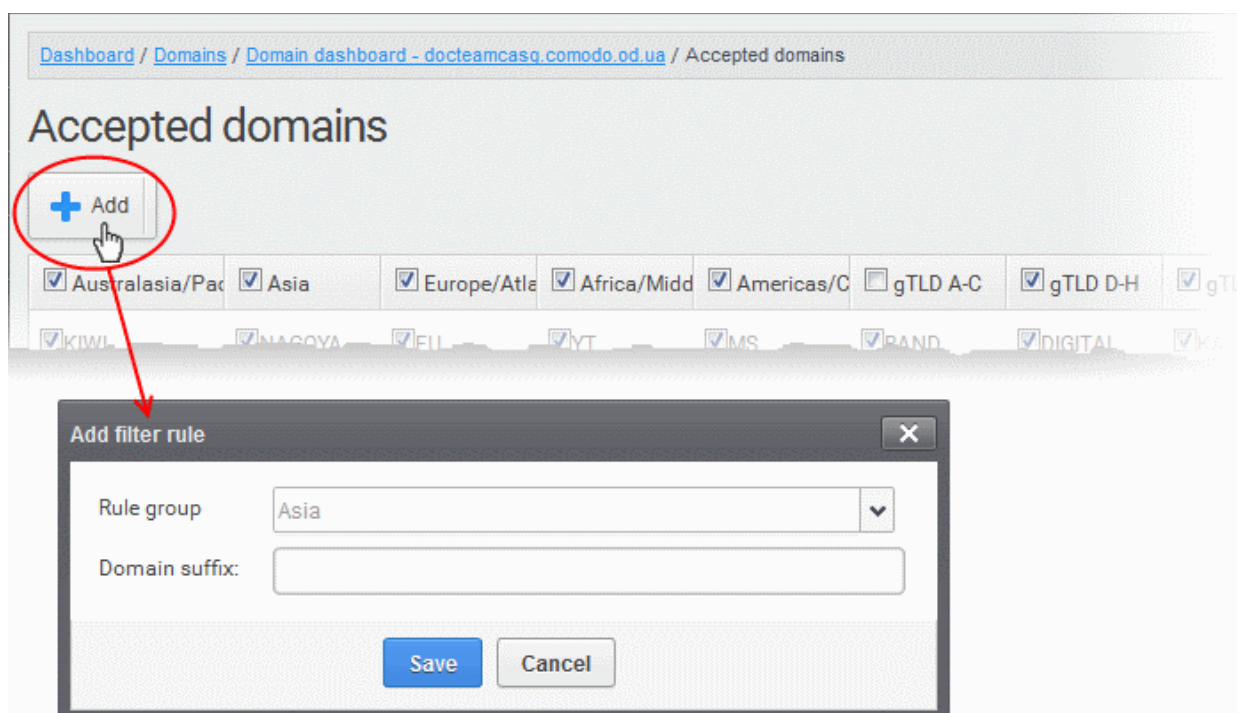 Dashboard / Domains / Domain dashboard - docteamcasg.comodo.od.ua / Accepted domains
Accepted domains
Add
Australasia/Pac Asia Europe/Atla Africa/Midd Americas/C gTLD A-C gTLD D-H gTL
KIWI NAGOYA EU YT MS BAND DIGITAL
Add filter rule
Rule group Asia
Domain suffix:
Save Cancel